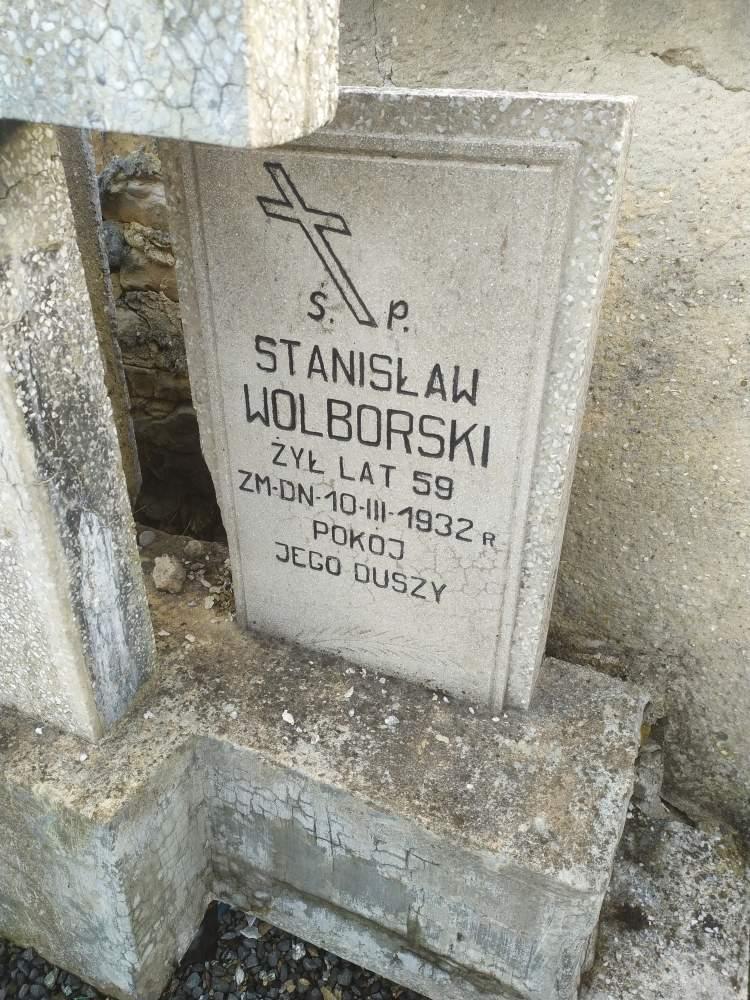 Ś. P.
STANISŁAW
WOLBORSKI
ŻYŁ LAT 59
ZM-DN-10-III-1932 R
POKOJ
JEGO DUSZY